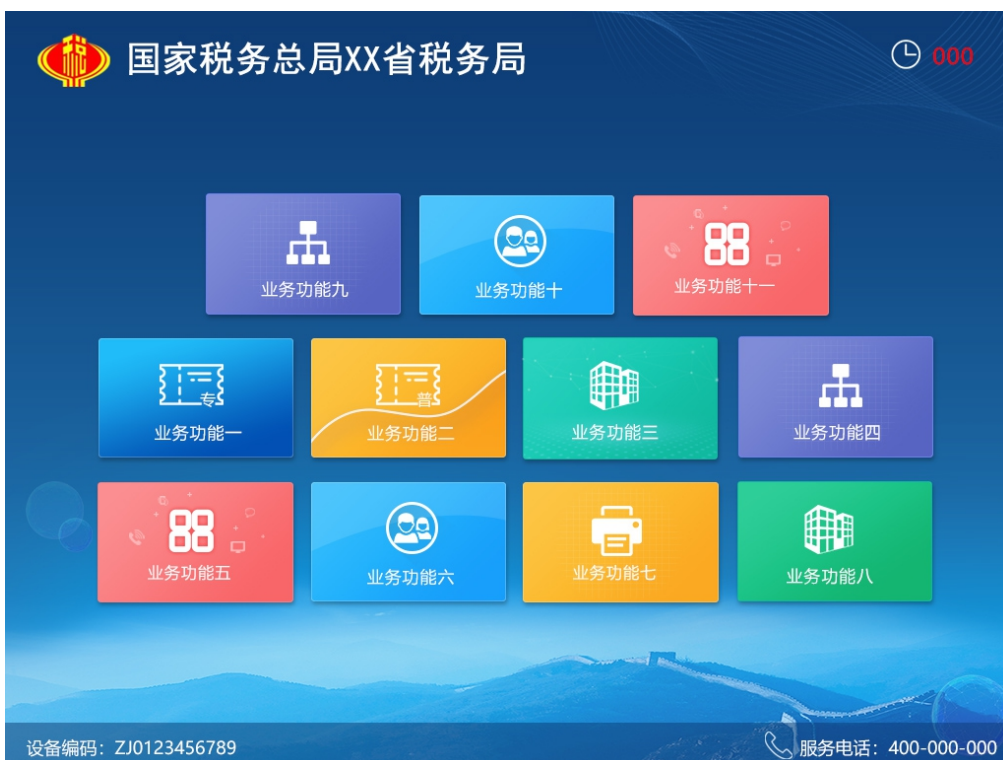 税
国家税务总局XX省税务局
000
业务功能九
业务功能十
业务功能十一
专
业务功能一
普
业务功能二
业务功能三
业务功能四
业务功能五
业务功能六
业务功能七
业务功能八
设备编码：ZJ0123456789
服务电话：400-000-000